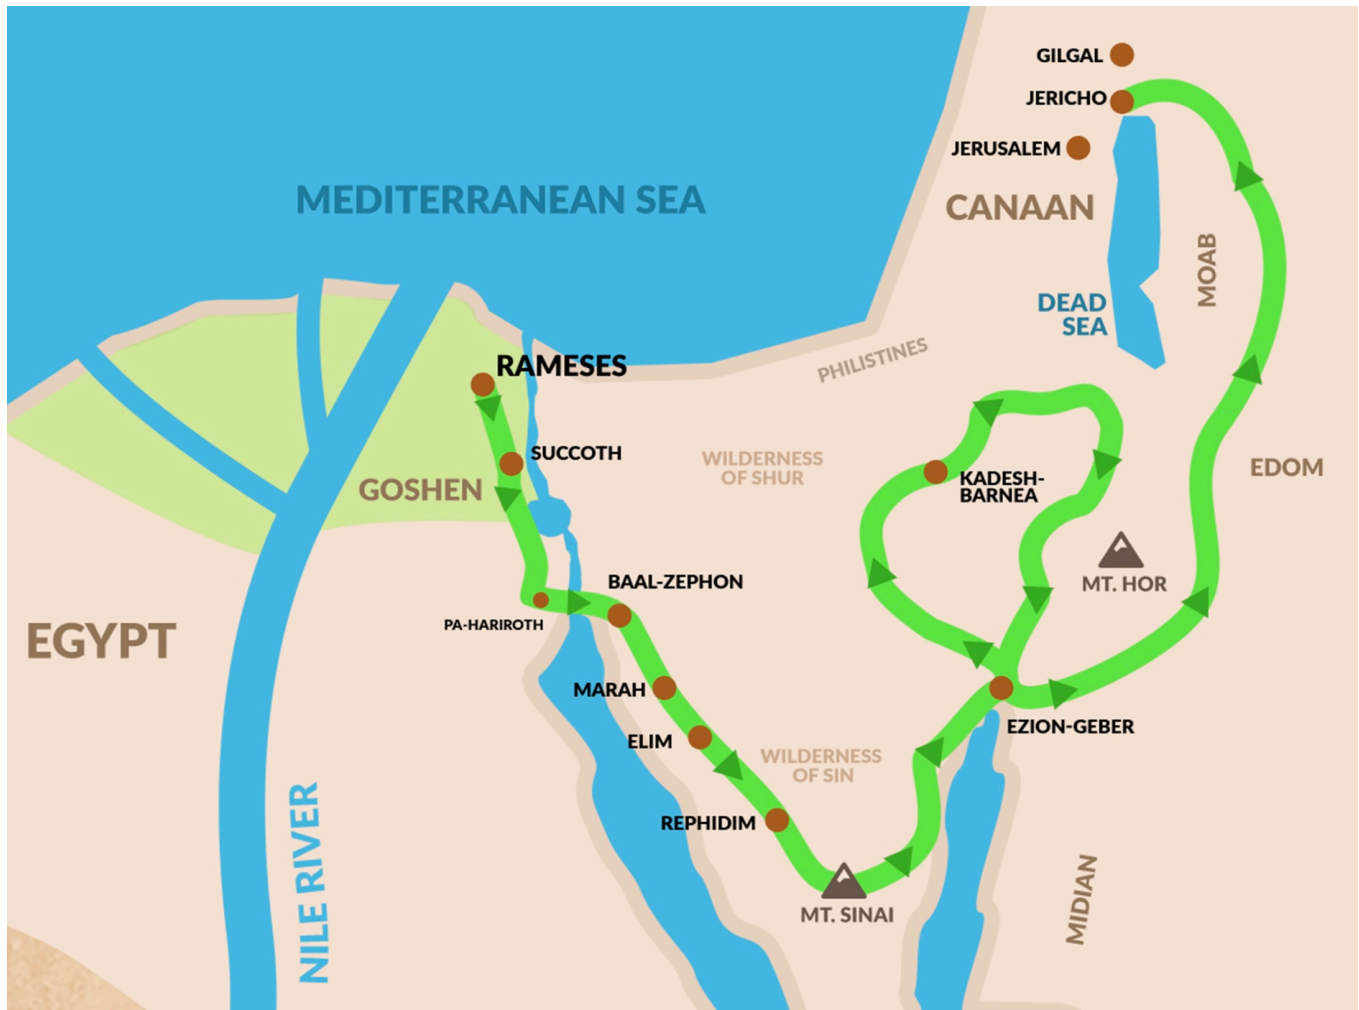 GILGAL
JERICHO
JERUSALEM
MEDITERRANEAN SEA
CANAAN
MOAB
DEAD
SEA
PHILISTINES
RAMESES
SUCCOTH
WILDERNESS
OF SHUR
EDOM
GOSHEN
KADESH-
BARNEA
MT. HOR
BAAL-ZEPHON
PA-HARIROTH
EGYPT
MARAH
EZION-GEBER
ELIM
WILDERNESS
OF SIN
REPHIDIM
NILE RIVER
MT. SINAI
MIDIAN